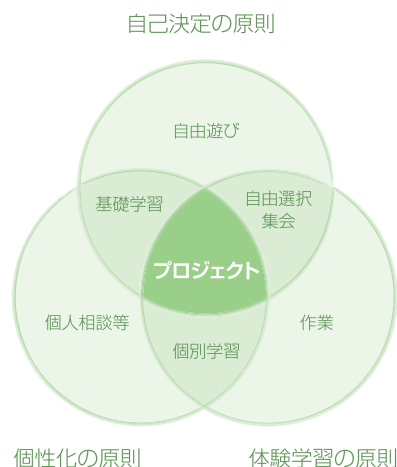 自己決定の原則
自由遊び
基礎学習
自由選択
集会
プロジェクト
個人相談等
作業
個別学習
個性化の原則
体験学習の原則